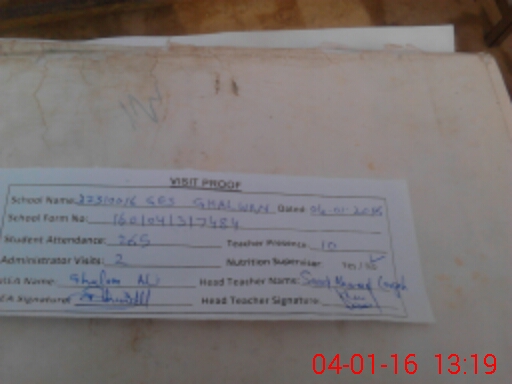 VISIT PROOF
School Name: 37310016 GES GHALWAN Dated: 04-01-2016
School Form No: 1601041317484
Student Attendance: 265 Teacher Presence 10
Administrator Visits: 2 Nutrition Supervisor Yes / No
Name: Ghulam Ali Head Teacher Name:
Signature: Head Teacher Signature:
04-01-16 13:19